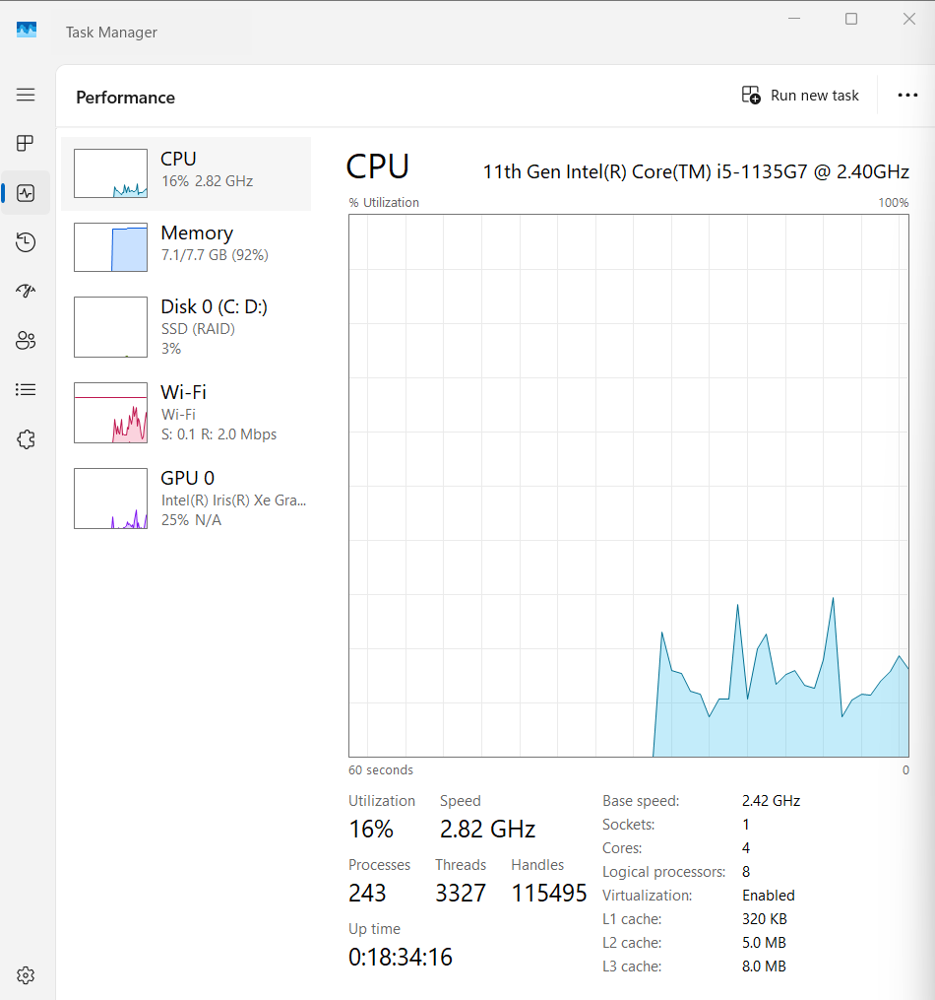 Task Manager
Performance
Run new task
CPU
16% 2.82 GHz
Memory
7.1/7.7 GB (92%)
Disk 0 (C: D:)
SSD (RAID)
3%
Wi-Fi
Wi-Fi
S: 0.1 R: 2.0 Mbps
GPU 0
Intel(R) Iris(R) Xe Gra...
25% N/A
CPU
11th Gen Intel(R) Core(TM) i5-1135G7 @ 2.40GHz
% Utilization 100%
60 seconds 0
Utilization Speed
16% 2.82 GHz
Processes Threads Handles
243 3327 115495
Up time
0:18:34:16
Base speed: 2.42 GHz
Sockets: 1
Cores: 4
Logical processors: 8
Virtualization: Enabled
L1 cache: 320 KB
L2 cache: 5.0 MB
L3 cache: 8.0 MB